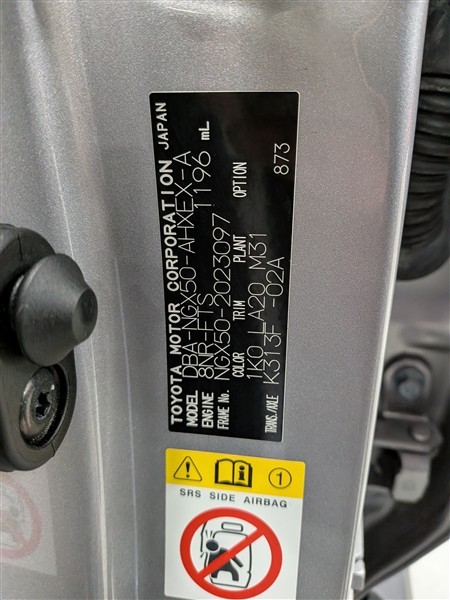 TOYOTA MOTOR CORPORATION JAPAN
MODEL DBA-NGX50-AHXEX-A
ENGINE 8NR-FTS 1196 mL
FRAME No. NGX50-2023097
COLOR TRIM PLANT OPTION
1K0 LA20 M31 873
TRANS./AXLE K313F -02A
1
SRS SIDE AIRBAG